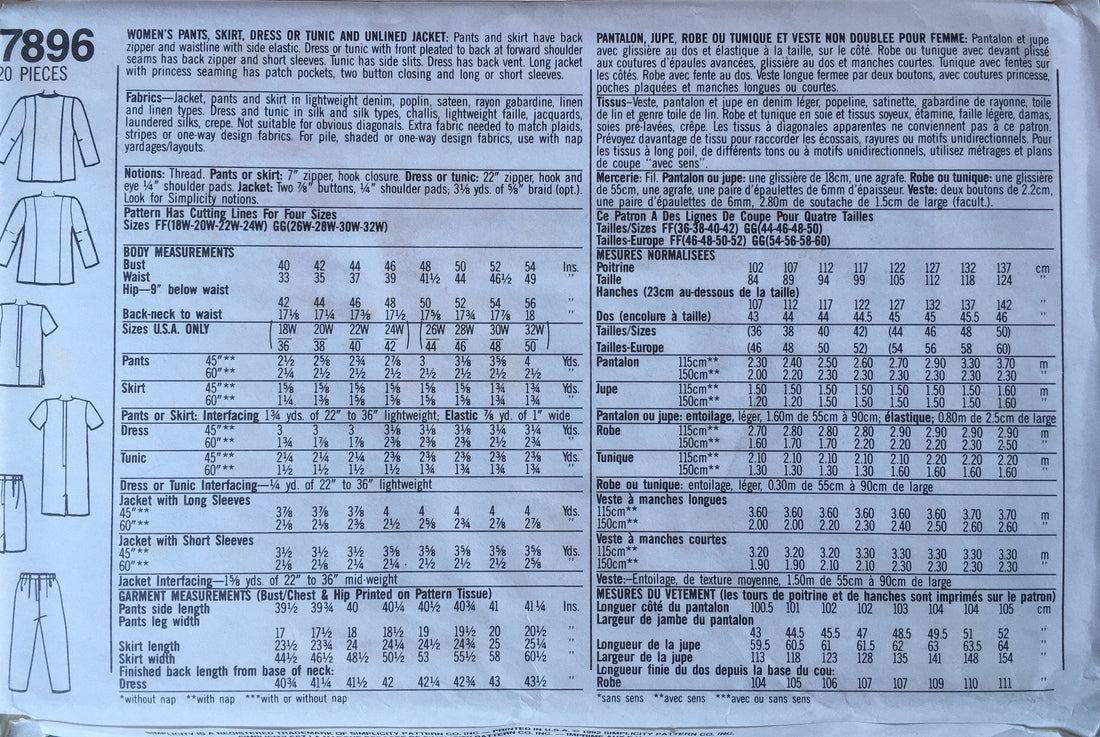 7896
20 PIECES
WOMEN'S PANTS, SKIRT, DRESS OR TUNIC AND UNLINED JACKET: Pants and skirt have back
zipper and waistline with side elastic. Dress or tunic with front pleated to back at forward shoulder
seams has back zipper and short sleeves. Tunic has side slits. Dress has back vent. Long jacket
with princess seaming has patch pockets, two button closing and long or short sleeves.
Fabrics—Jacket, pants and skirt in lightweight denim, poplin, sateen, rayon gabardine, linen
and linen types. Dress and tunic in silk and silk types, challis, lightweight faille, jacquards,
laundered silks, crepe. Not suitable for obvious diagonals. Extra fabric needed to match plaids,
stripes or one-way design fabrics. For pile, shaded or one-way design fabrics, use with nap
yardages/layouts.
Notions: Thread. Pants or skirt: 7" zipper, hook closure. Dress or tunic: 22" zipper, hook and
eye ¼" shoulder pads. Jacket: Two ⅞" buttons, ¼" shoulder pads; 3⅛ yds. of ⅝" braid (opt.).
Look for Simplicity notions.
Pattern Has Cutting Lines For Four Sizes
Sizes FF(18W-20W-22W-24W) GG(26W-28W-30W-32W)
BODY MEASUREMENTS
Bust 40 42 44 46 48 50 52 54 Ins.
Waist 33 35 37 39 41½ 44 46½ 49 "
Hip—9" below waist
42 44 46 48 50 52 54 56 "
Back-neck to waist 17⅛ 17¼ 17⅜ 17½ 17⅝ 17¾ 17⅞ 18 "
Sizes U.S.A. ONLY (18W 20W 22W 24W) (26W 28W 30W 32W)
36 38 40 42 44 46 48 50
Pants 45"** 2½ 2⅝ 2¾ 2⅞ 3 3⅛ 3⅝ 4 Yds.
60"** 2¼ 2½ 2½ 2½ 2½ 2½ 2½ 2½ "
Skirt 45"** 1⅝ 1⅝ 1⅝ 1⅝ 1⅝ 1⅝ 1¾ 1¾ Yds.
60"** 1¼ 1⅜ 1⅝ 1⅝ 1⅝ 1⅝ 1¾ 1¾ "
Pants or Skirt: Interfacing 1¾ yds. of 22" to 36" lightweight; Elastic ⅞ yd. of 1" wide
Dress 45"** 3 3 3 3⅛ 3⅛ 3⅛ 3¼ 3¼ Yds.
60"** 1¾ 1⅞ 1⅞ 2⅜ 2⅜ 2⅜ 2½ 2¾ "
Tunic 45"** 2¼ 2¼ 2¼ 2⅜ 2⅜ 2⅜ 2⅜ 2⅜ Yds.
60"** 1½ 1½ 1½ 1½ 1¾ 1¾ 1¾ 1¾ "
Dress or Tunic Interfacing—¼ yd. of 22" to 36" lightweight
Jacket with Long Sleeves
45"** 3⅞ 3⅞ 3⅞ 4 4 4 4 4 Yds.
60"** 2⅛ 2⅛ 2⅜ 2½ 2⅝ 2¾ 2⅞ 2⅞ "
Jacket with Short Sleeves
45"** 3½ 3½ 3½ 3⅝ 3⅝ 3⅝ 3⅝ 3⅝ Yds.
60"** 2⅛ 2⅛ 2¼ 2¼ 2½ 2½ 2½ 2⅝ "
Jacket Interfacing—1⅝ yds. of 22" to 36" mid-weight
GARMENT MEASUREMENTS (Bust/Chest & Hip Printed on Pattern Tissue)
Pants side length 39½ 39¾ 40 40¼ 40½ 40¾ 41 41¼ Ins.
Pants leg width
17 17½ 18 18½ 19 19½ 20 20½ "
Skirt length 23½ 23¾ 24 24¼ 24½ 24¾ 25 25¼ "
Skirt width 44½ 46½ 48½ 50½ 53 55½ 58 60½ "
Finished back length from base of neck:
Dress 40¾ 41¼ 41½ 42 42¼ 42¾ 43 43½ "
*without nap **with nap ***with or without nap
PANTALON, JUPE, ROBE OU TUNIQUE ET VESTE NON DOUBLEE POUR FEMME: Pantalon et jupe
avec glissière au dos et élastique à la taille, sur le côté. Robe ou tunique avec devant plissé
aux coutures d'épaules avancées, glissière au dos et manches courtes. Tunique avec fentes sur
les côtés. Robe avec fente au dos. Veste longue fermee par deux boutons, avec coutures princesse,
poches plaquées et manches longues ou courtes.
Tissus—Veste, pantalon et jupe en denim léger, popeline, satinette, gabardine de rayonne, toile
de lin et genre toile de lin. Robe et tunique en soie et tissus soyeux, étamine, faille légère, damas,
soies pré-lavées, crêpe. Les tissus à diagonales apparentes ne conviennent pas à ce patron.
Prévoyez davantage de tissu pour raccorder les écossais, rayures ou motifs unidirectionnels. Pour
les tissus à long poil, de différents tons ou à motifs unidirectionnels, utilisez métrages et plans
de coupe "avec sens".
Mercerie: Fil. Pantalon ou jupe: une glissière de 18cm, une agrafe. Robe ou tunique: une glissière
de 55cm, une agrafe, une paire d'épaulettes de 6mm d'épaisseur. Veste: deux boutons de 2.2cm,
une paire d'épaulettes de 6mm, 2.80m de soutache de 1.5cm de large (facult.).
Ce Patron A Des Lignes De Coupe Pour Quatre Tailles
Tailles/Sizes FF(36-38-40-42) GG(44-46-48-50)
Tailles-Europe FF(46-48-50-52) GG(54-56-58-60)
MESURES NORMALISEES
Poitrine 102 107 112 117 122 127 132 137 cm
Taille 84 89 94 99 105 112 118 124 "
Hanches (23cm au-dessous de la taille)
107 112 117 122 127 132 137 142 "
Dos (encolure à taille) 43 44 44 44.5 45 45 45.5 46 "
Tailles/Sizes (36 38 40 42) (44 46 48 50)
Tailles-Europe (46 48 50 52) (54 56 58 60)
Pantalon 115cm** 2.30 2.40 2.50 2.60 2.70 2.90 3.30 3.70 m
150cm** 2.00 2.20 2.30 2.30 2.30 2.30 2.30 2.30 "
Jupe 115cm** 1.50 1.50 1.50 1.50 1.50 1.50 1.50 1.60 m
150cm** 1.20 1.20 1.50 1.50 1.50 1.50 1.60 1.60 "
Pantalon ou jupe: entoilage, léger, 1.60m de 55cm à 90cm; élastique; 0.80m de 2.5cm de large
Robe 115cm** 2.70 2.80 2.80 2.80 2.90 2.90 2.90 2.90 m
150cm** 1.60 1.70 1.70 2.20 2.20 2.20 2.30 2.50 "
Tunique 115cm** 2.10 2.10 2.10 2.10 2.20 2.20 2.20 2.20 m
150cm** 1.30 1.30 1.30 1.30 1.60 1.60 1.60 1.60 "
Robe ou tunique: entoilage, léger, 0.30m de 55cm à 90cm de large
Veste à manches longues
115cm** 3.60 3.60 3.60 3.60 3.60 3.60 3.70 3.70 m
150cm** 2.00 2.00 2.20 2.30 2.40 2.50 2.60 2.60 "
Veste à manches courtes
115cm** 3.20 3.20 3.20 3.30 3.30 3.30 3.30 3.30 m
150cm** 1.90 1.90 2.10 2.10 2.30 2.30 2.30 2.30 "
Veste:—Entoilage, de texture moyenne, 1.50m de 55cm à 90cm de large
MESURES DU VETEMENT (les tours de poitrine et de hanches sont imprimés sur le patron)
Longuer côté du pantalon 100.5 101 102 102 103 104 104 105 cm
Largeur de jambe du pantalon
43 44.5 45.5 47 48.5 49.5 51 52 "
Longueur de la jupe 59.5 60.5 61 61.5 62 63 63.5 64 "
Largeur de la jupe 113 118 123 128 135 141 148 154 "
Longueur finie du dos depuis la base du cou:
Robe 104 105 106 107 107 109 110 111 "
*sans sens **avec sens ***avec ou sans sens
SIMPLICITY IS A REGISTERED TRADEMARK OF SIMPLICITY PATTERN CO. INC.— PRINTED IN U.S.A. © 1992 SIMPLICITY PATTERN CO. INC.